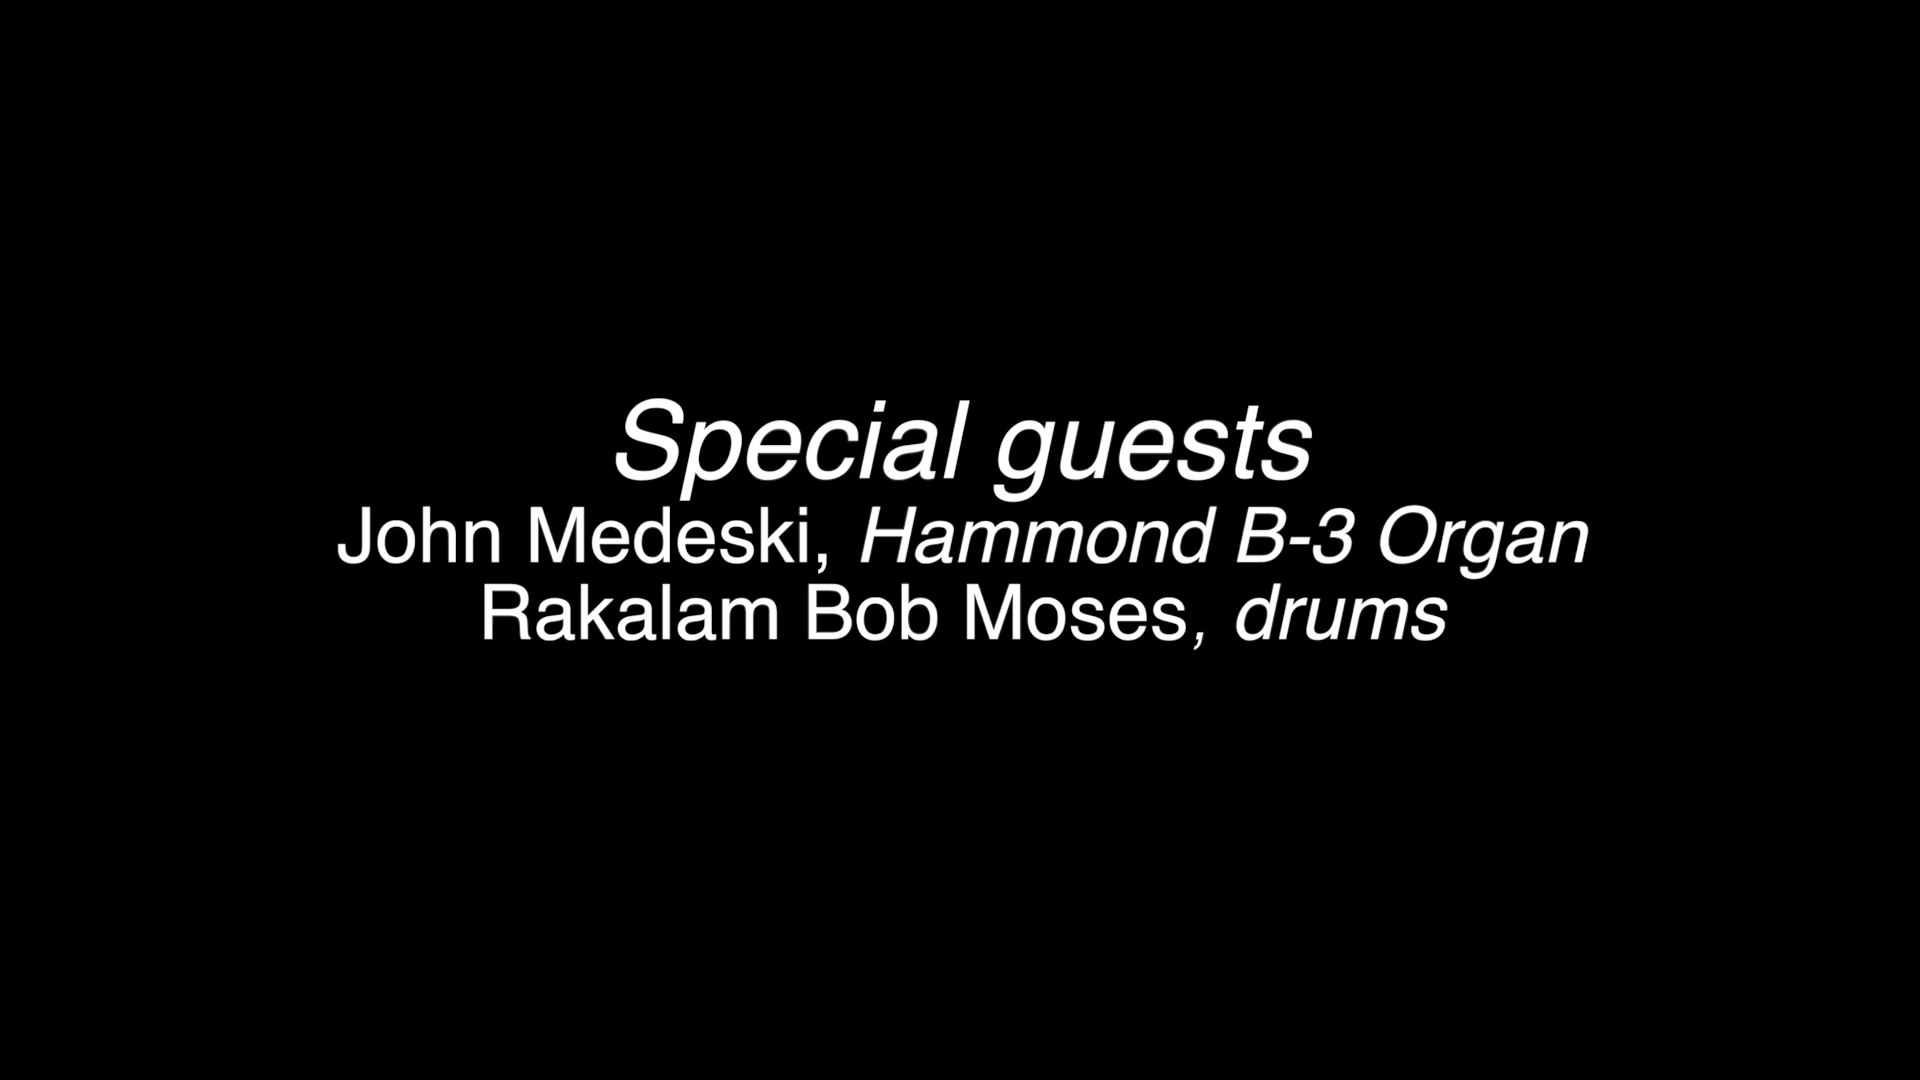 Special guests
John Medeski, Hammond B-3 Organ
Rakalam Bob Moses, drums